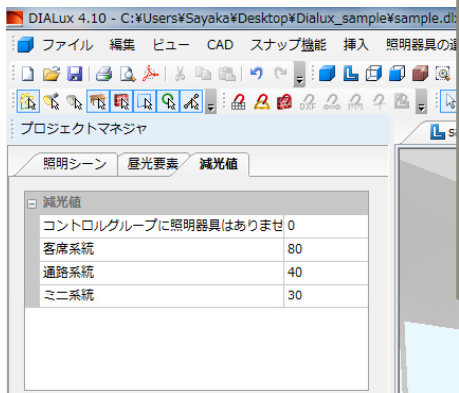 DIALux 4.10 - C:¥Users¥Sayaka¥Desktop¥Dialux_sample¥sample.dl
ファイル 編集 ビュー CAD スナップ機能 挿入 照明器具の選
プロジェクトマネジャ
照明シーン 昼光要素 減光値
減光値
コントロールグループに照明器具はありませ 0
客席系統 80
通路系統 40
ミニ系統 30